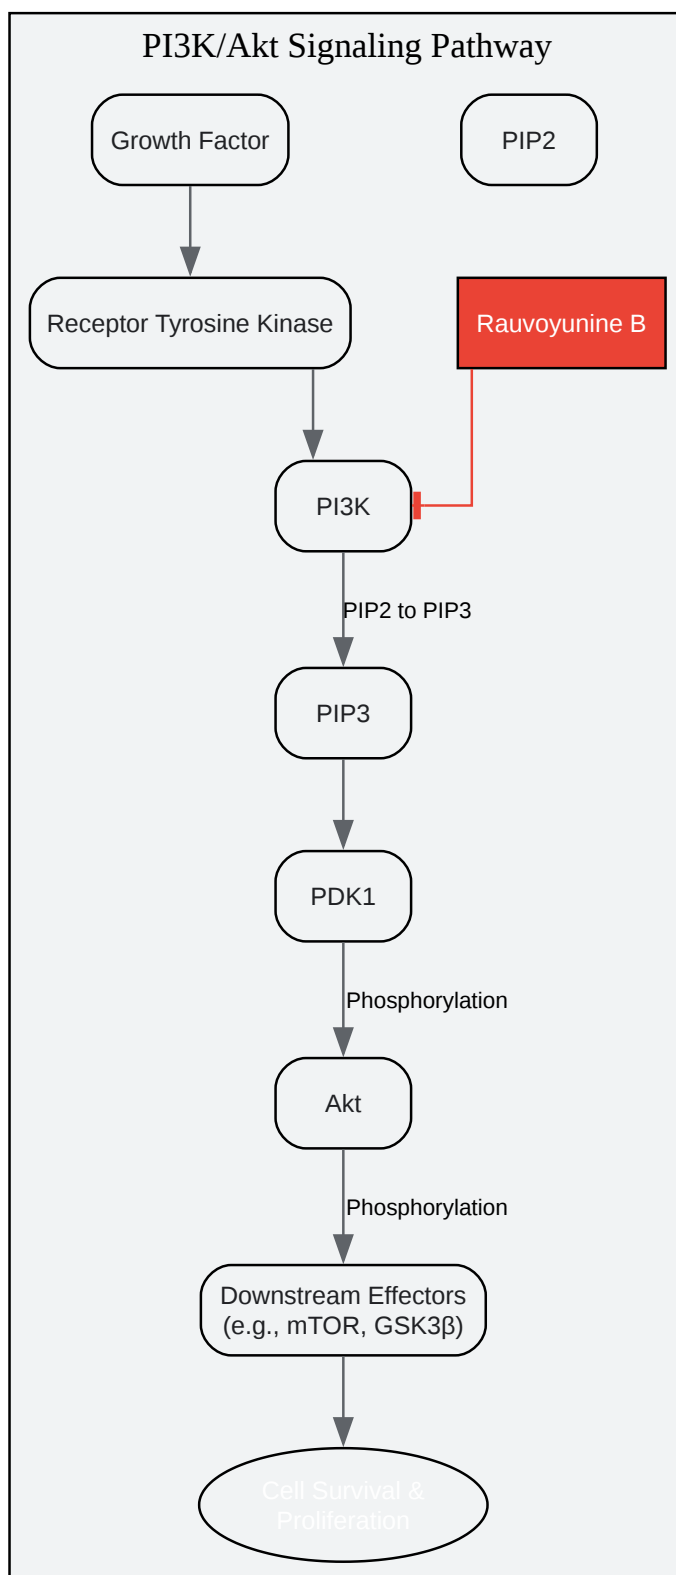 PI3K/Akt Signaling Pathway
Growth Factor
PIP2
Receptor Tyrosine Kinase
Rauvoyunine B
PI3K
PIP2 to PIP3
PIP3
PDK1
Phosphorylation
Akt
Phosphorylation
Downstream Effectors
(e.g., mTOR, GSK3β)
Cell Survival &
Proliferation